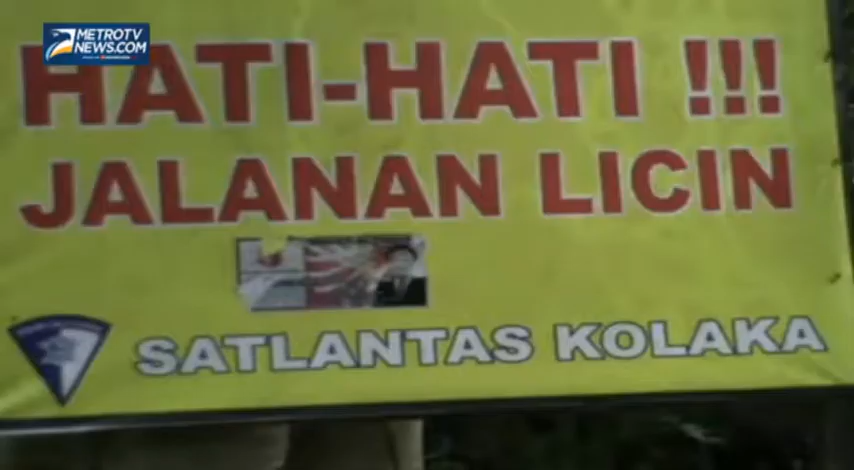 METROTV
NEWS.COM
HATI-HATI !!!
JALANAN LICIN
SATLANTAS KOLAKA